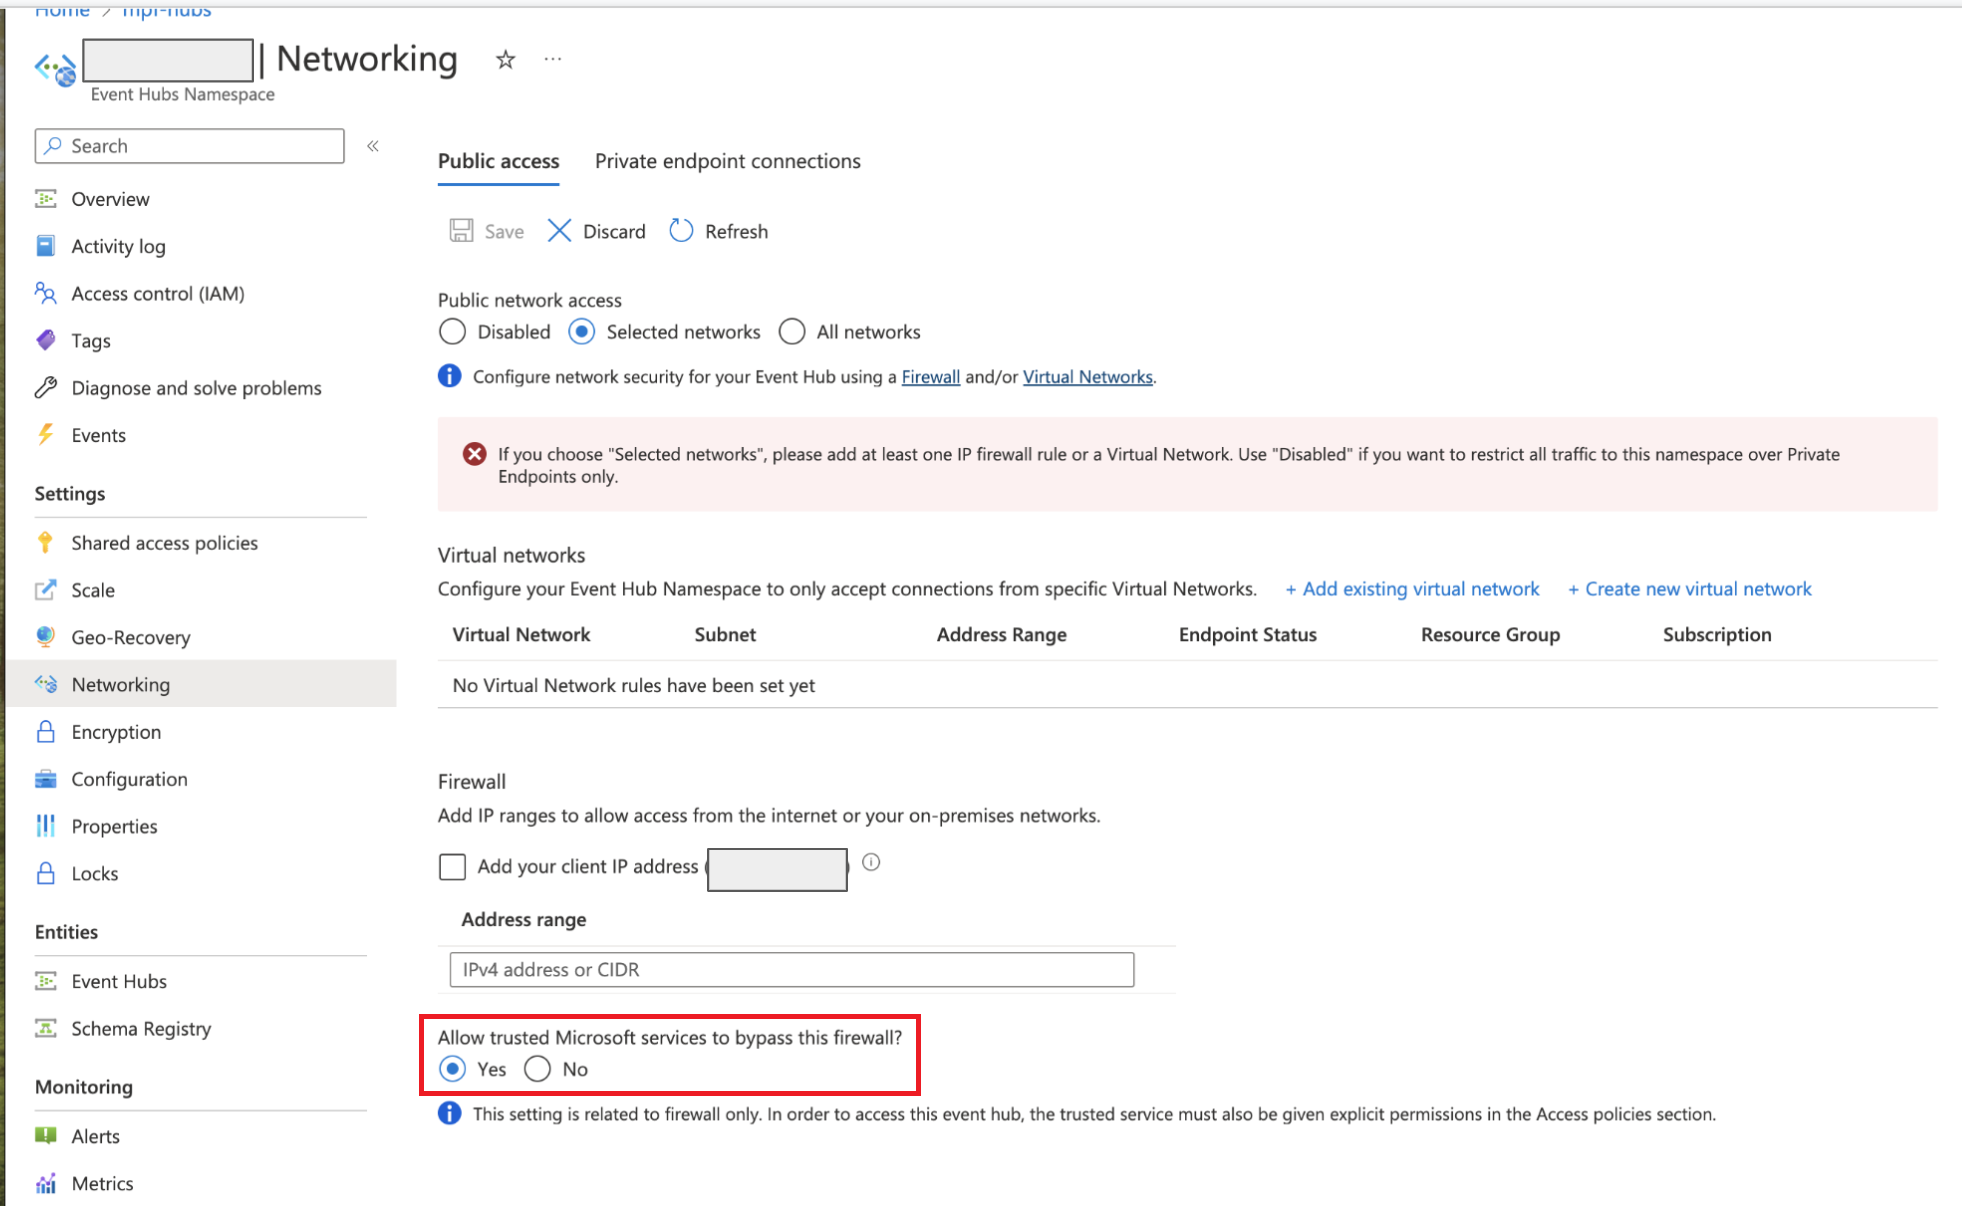 Home > mpf-hubs
| Networking
Event Hubs Namespace
Search
Overview
Activity log
Access control (IAM)
Tags
Diagnose and solve problems
Events
Settings
Shared access policies
Scale
Geo-Recovery
Networking
Encryption
Configuration
Properties
Locks
Entities
Event Hubs
Schema Registry
Monitoring
Alerts
Metrics
Public access Private endpoint connections
Save Discard Refresh
Public network access
Disabled Selected networks All networks
Configure network security for your Event Hub using a Firewall and/or Virtual Networks.
If you choose "Selected networks", please add at least one IP firewall rule or a Virtual Network. Use "Disabled" if you want to restrict all traffic to this namespace over Private
Endpoints only.
Virtual networks
Configure your Event Hub Namespace to only accept connections from specific Virtual Networks. + Add existing virtual network + Create new virtual network
Virtual Network Subnet Address Range Endpoint Status Resource Group Subscription
No Virtual Network rules have been set yet
Firewall
Add IP ranges to allow access from the internet or your on-premises networks.
Add your client IP address ( )
Address range
IPv4 address or CIDR
Allow trusted Microsoft services to bypass this firewall?
Yes No
This setting is related to firewall only. In order to access this event hub, the trusted service must also be given explicit permissions in the Access policies section.